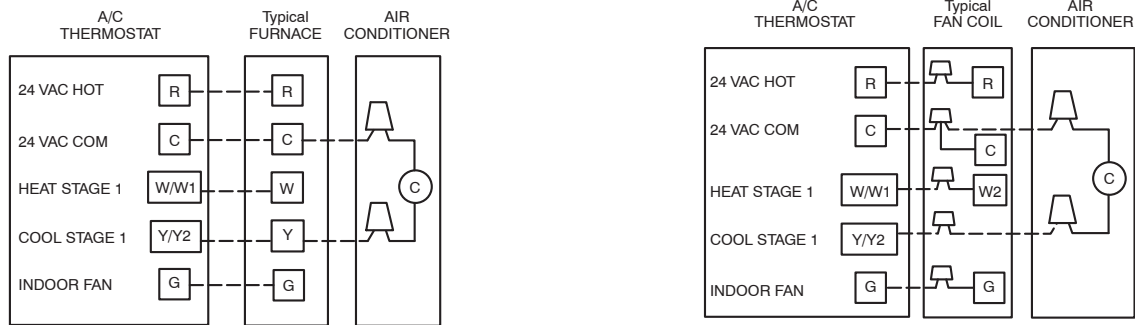 A/C
THERMOSTAT
Typical
FURNACE
AIR
CONDITIONER
24 VAC HOT R R
24 VAC COM C C
HEAT STAGE 1 W/W1 W C
COOL STAGE 1 Y/Y2 Y
INDOOR FAN G G
A/C
THERMOSTAT
Typical
FAN COIL
AIR
CONDITIONER
24 VAC HOT R R
24 VAC COM C C
HEAT STAGE 1 W/W1 W2 C
COOL STAGE 1 Y/Y2
INDOOR FAN G G